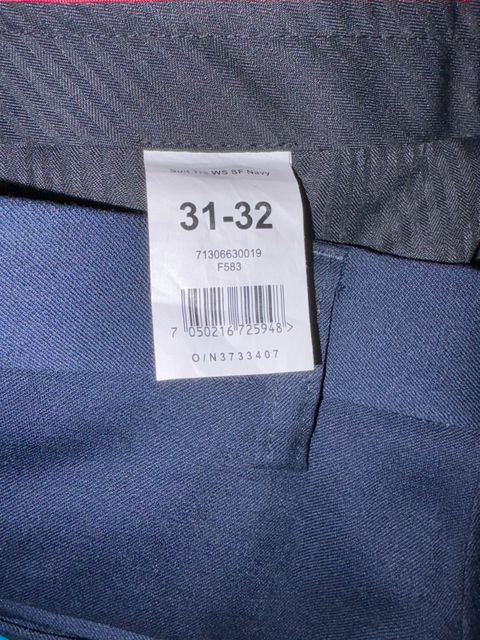 Suit Trs WS SF Navy
31-32
71306630019
F583
7 050216 725948 >
O/N3733407